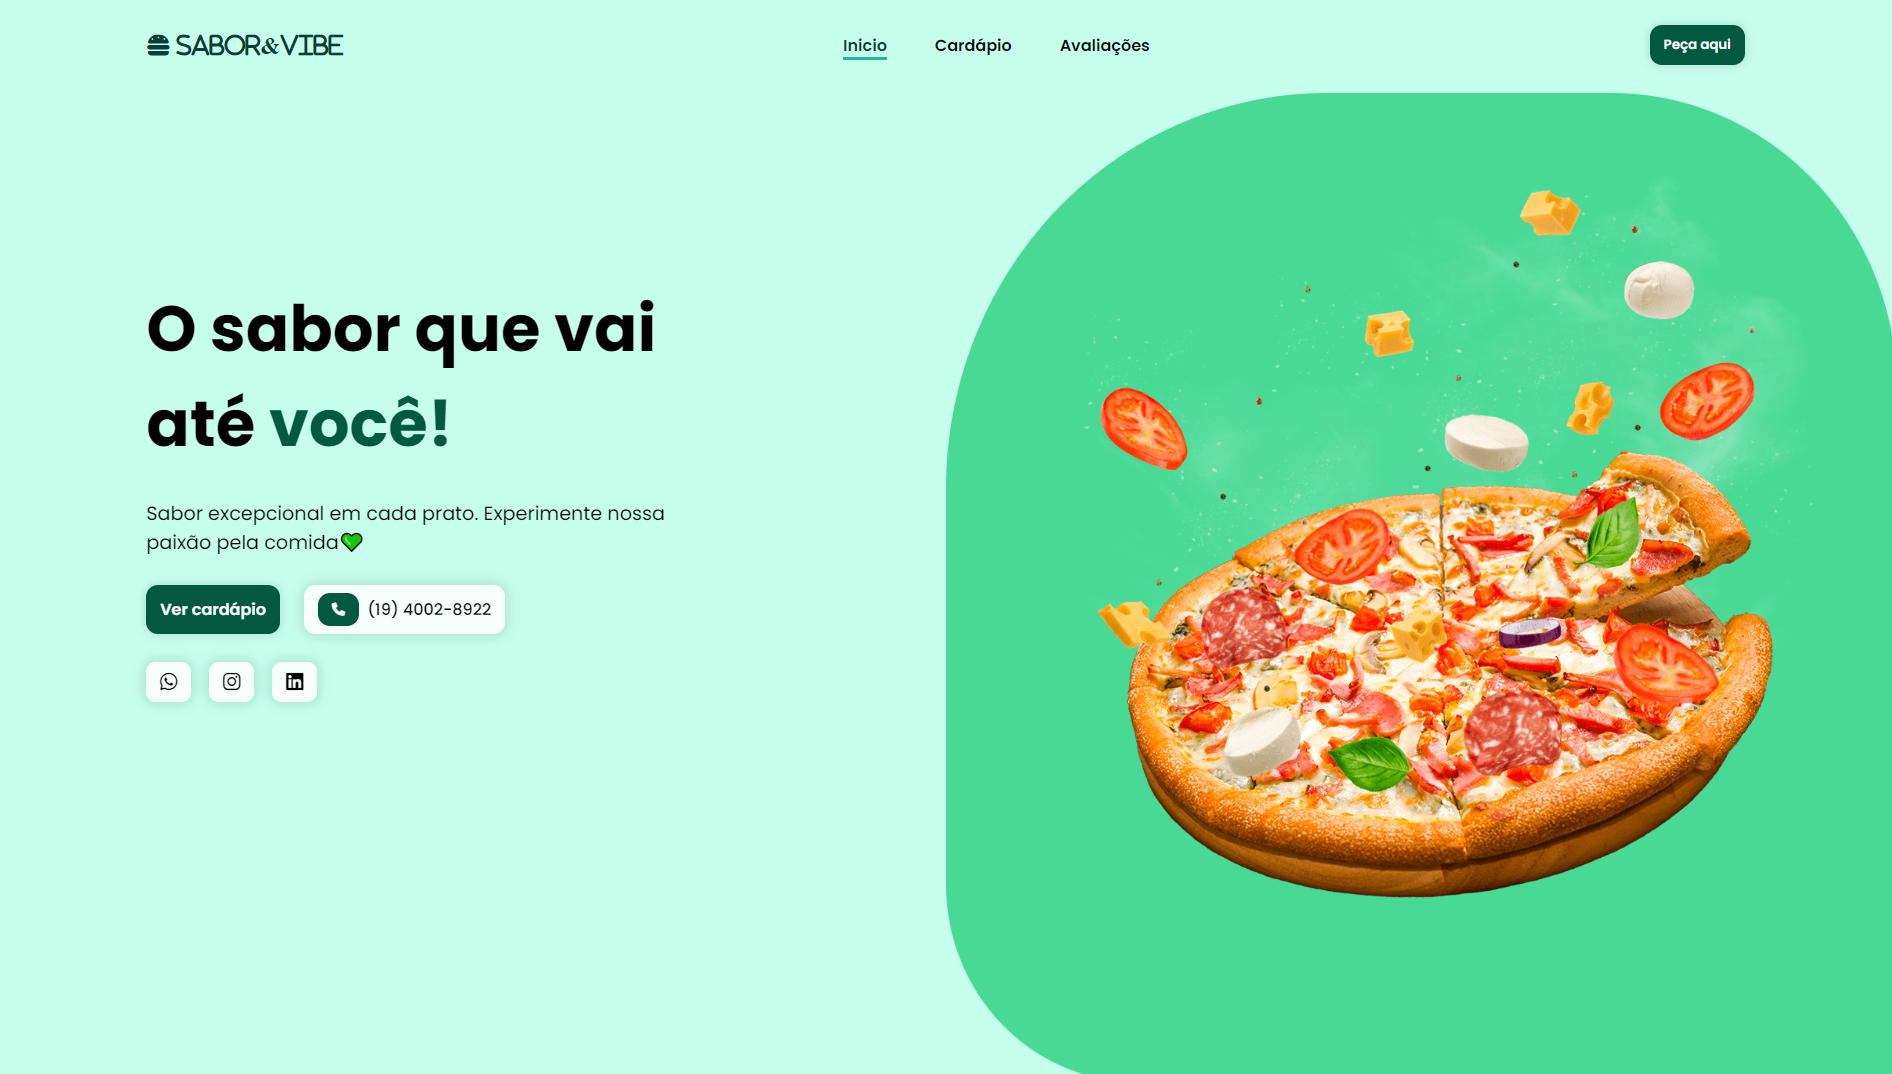 SABOR&VIBE
Inicio
Cardápio
Avaliações
Peça aqui
O sabor que vai
até você!
Sabor excepcional em cada prato. Experimente nossa
paixão pela comida💚
Ver cardápio
(19) 4002-8922